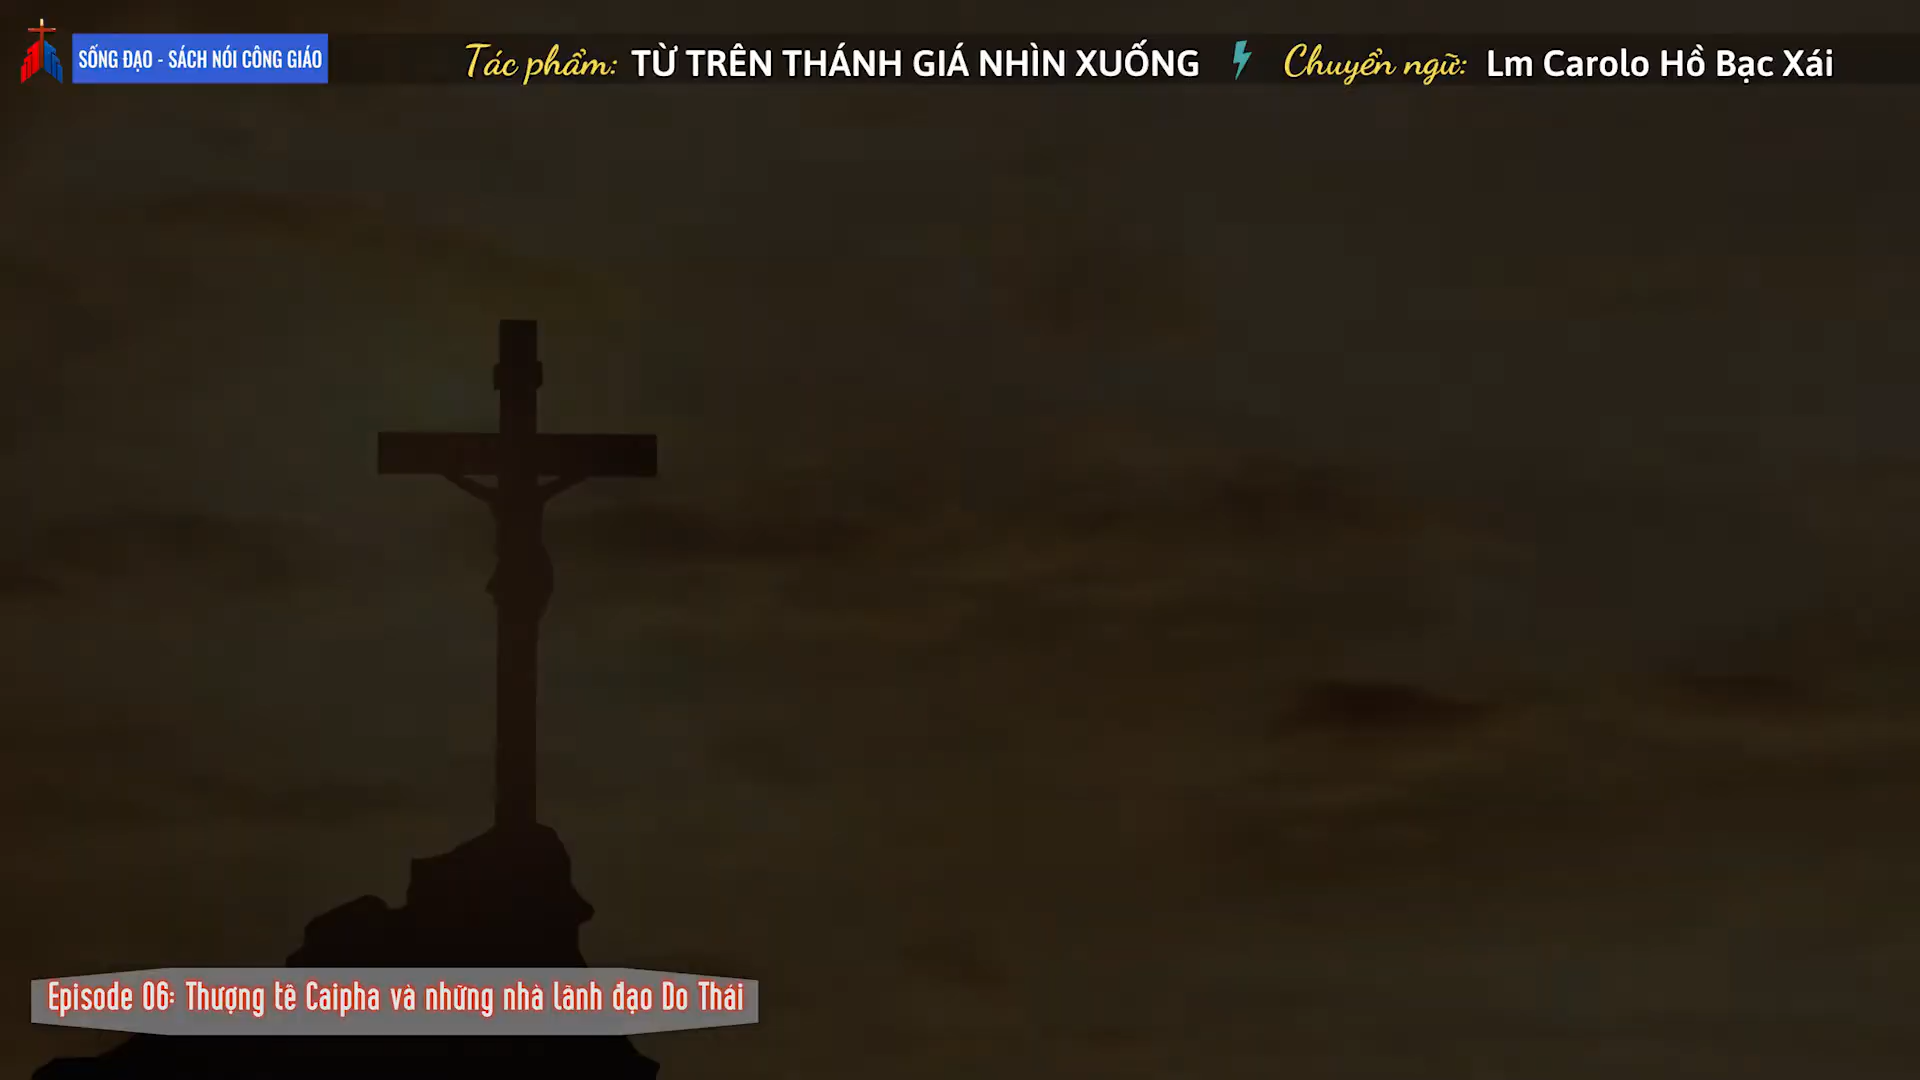 SỐNG ĐẠO - SÁCH NÓI CÔNG GIÁO
Tác phẩm: TỪ TRÊN THÁNH GIÁ NHÌN XUỐNG Chuyển ngữ: Lm Carolo Hồ Bạc Xái
Episode 06: Thượng tế Caipha và những nhà lãnh đạo Do Thái